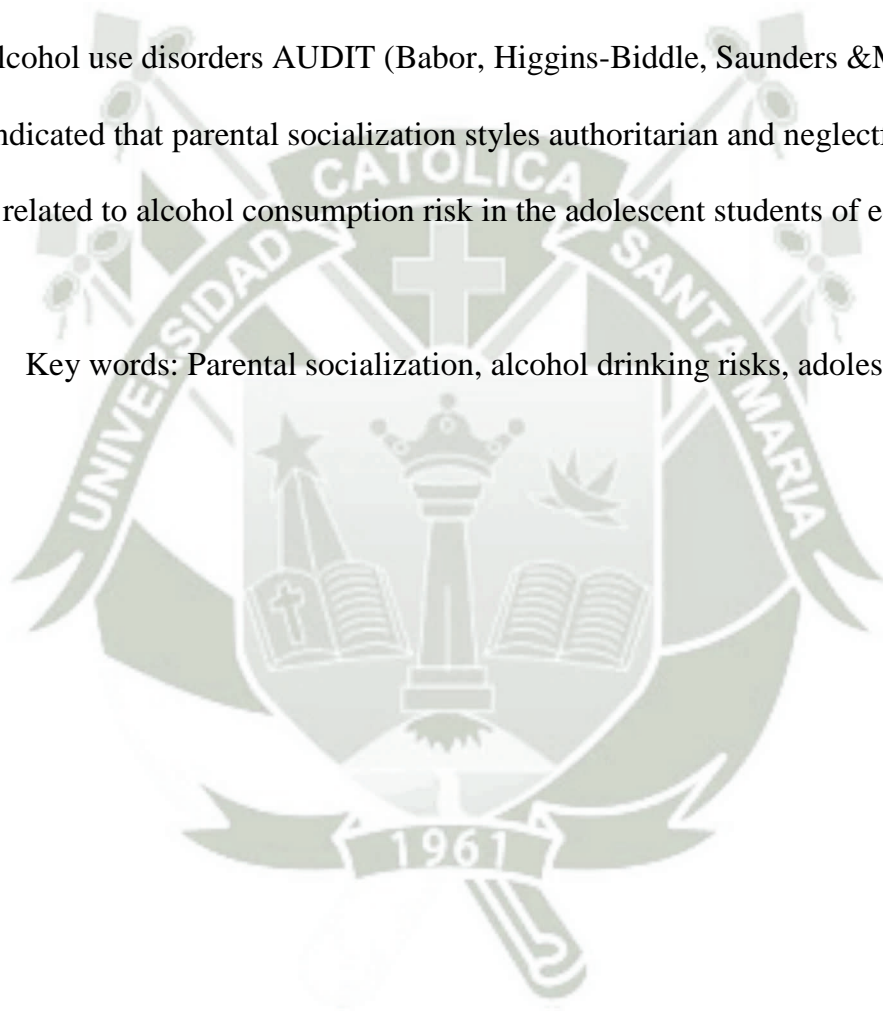 lcohol use disorders AUDIT (Babor, Higgins-Biddle, Saunders &M
ndicated that parental socialization styles authoritarian and neglect
related to alcohol consumption risk in the adolescent students of e
Key words: Parental socialization, alcohol drinking risks, adoles
UNIVERSIDAD CATOLICA SANTA MARIA
1961